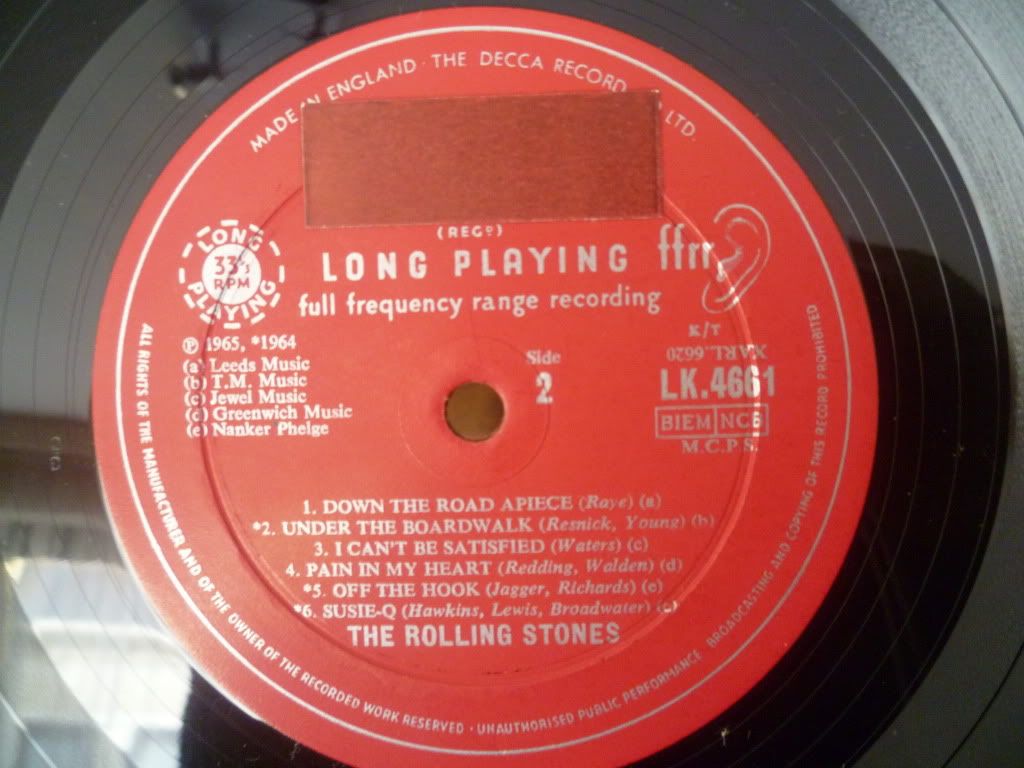 MADE IN ENGLAND · THE DECCA RECORD LTD.
(REGD)
LONG PLAYING
33⅓
RPM
LONG PLAYING ffrr
full frequency range recording
℗ 1965, *1964
(a) Leeds Music
(b) T.M. Music
(c) Jewel Music
(d) Greenwich Music
(e) Nanker Phelge
Side
2
K/T
XARL.6620
LK.4661
BIEM NCB
M.C.P.S.
1. DOWN THE ROAD APIECE (Raye) (a)
*2. UNDER THE BOARDWALK (Resnick, Young) (b)
3. I CAN'T BE SATISFIED (Waters) (c)
4. PAIN IN MY HEART (Redding, Walden) (d)
*5. OFF THE HOOK (Jagger, Richards) (e)
*6. SUSIE-Q (Hawkins, Lewis, Broadwater)
THE ROLLING STONES
ALL RIGHTS OF THE MANUFACTURER AND OF THE OWNER OF THE RECORDED WORK RESERVED · UNAUTHORISED PUBLIC PERFORMANCE BROADCASTING AND COPYING OF THIS RECORD PROHIBITED